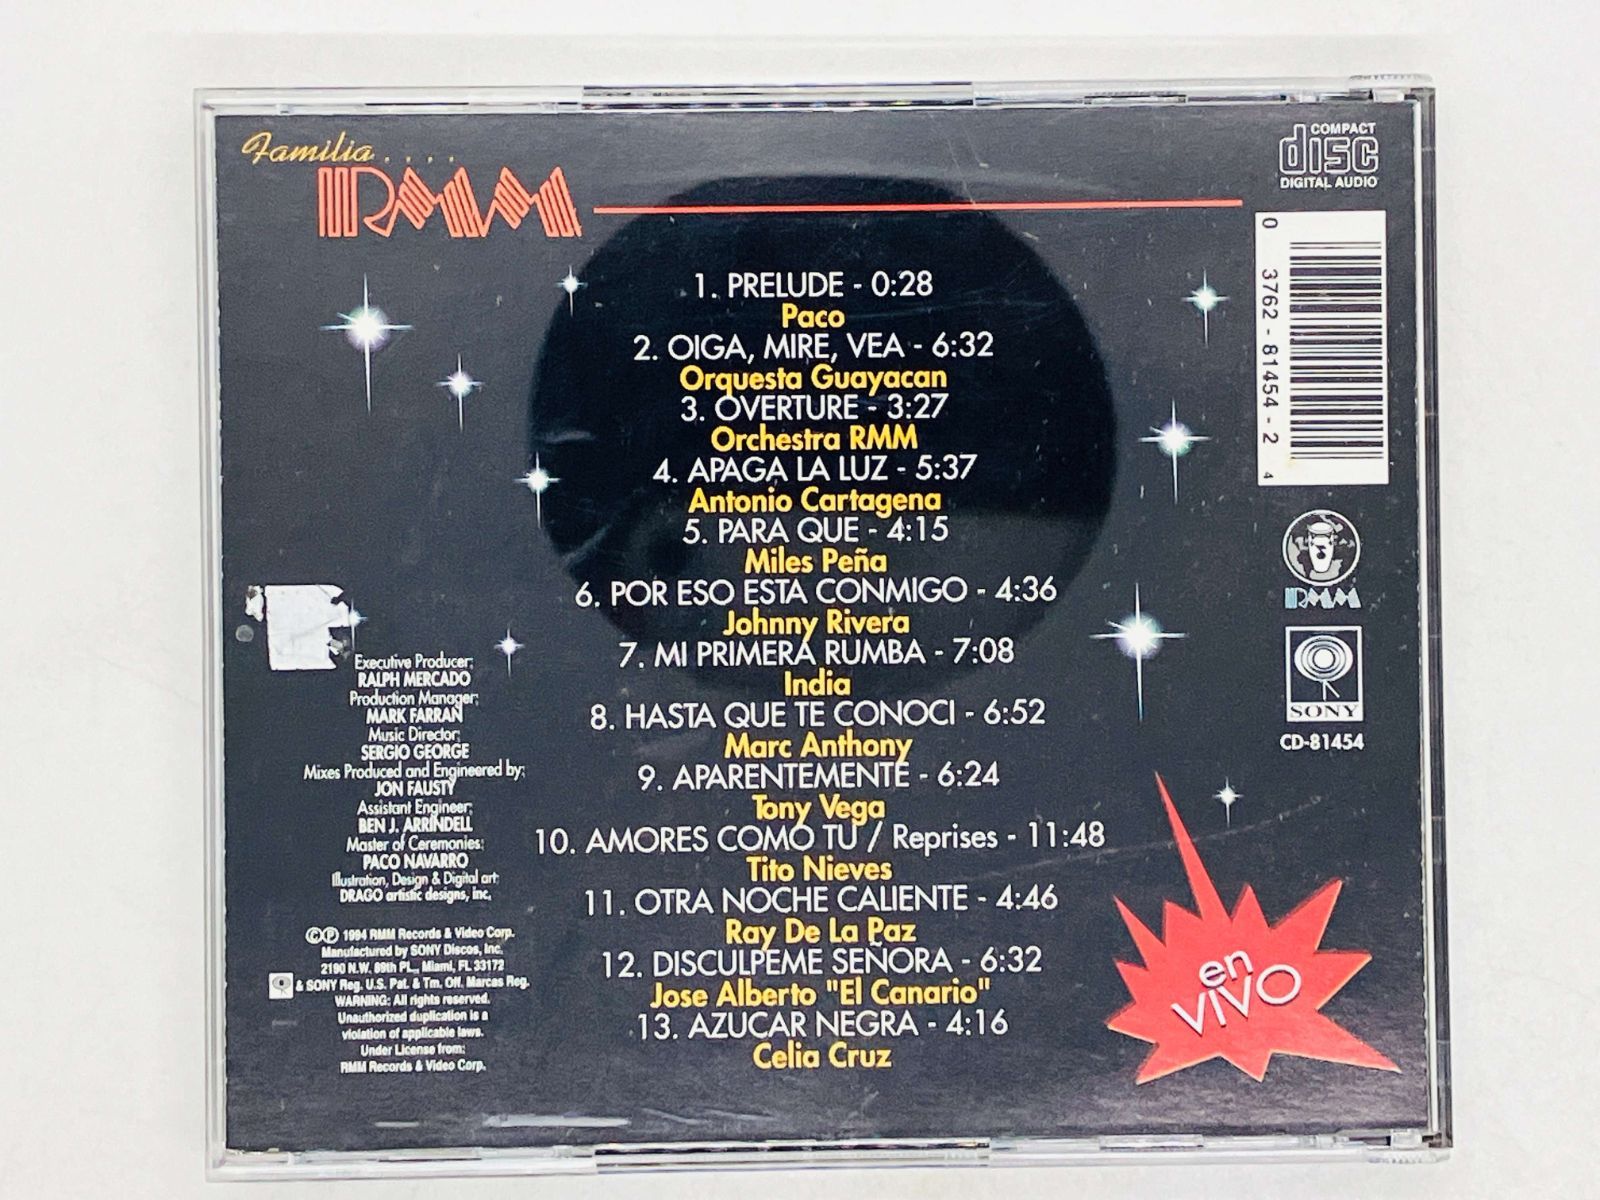 Familia....
RMM
COMPACT
disc
DIGITAL AUDIO
0 3762-81454-2 4
1. PRELUDE - 0:28
Paco
2. OIGA, MIRE, VEA - 6:32
Orquesta Guayacan
3. OVERTURE - 3:27
Orchestra RMM
4. APAGA LA LUZ - 5:37
Antonio Cartagena
5. PARA QUE - 4:15
Miles Peña
6. POR ESO ESTA CONMIGO - 4:36
Johnny Rivera
7. MI PRIMERA RUMBA - 7:08
India
8. HASTA QUE TE CONOCI - 6:52
Marc Anthony
9. APARENTEMENTE - 6:24
Tony Vega
10. AMORES COMO TU / Reprises - 11:48
Tito Nieves
11. OTRA NOCHE CALIENTE - 4:46
Ray De La Paz
12. DISCULPEME SEÑORA - 6:32
Jose Alberto "El Canario"
13. AZUCAR NEGRA - 4:16
Celia Cruz
Executive Producer:
RALPH MERCADO
Production Manager:
MARK FARRAN
Music Director:
SERGIO GEORGE
Mixes Produced and Engineered by:
JON FAUSTY
Assistant Engineer:
BEN J. ARRINDELL
Master of Ceremonies:
PACO NAVARRO
Illustration, Design & Digital art:
DRAGO artistic designs, inc.
©℗ 1994 RMM Records & Video Corp.
Manufactured by SONY Discos, Inc.
2190 N.W. 89th PL., Miami, FL 33172
& SONY Reg. U.S. Pat. & Tm. Off. Marcas Reg.
WARNING: All rights reserved.
Unauthorized duplication is a
violation of applicable laws.
Under License from:
RMM Records & Video Corp.
RMM
SONY
CD-81454
en
VIVO